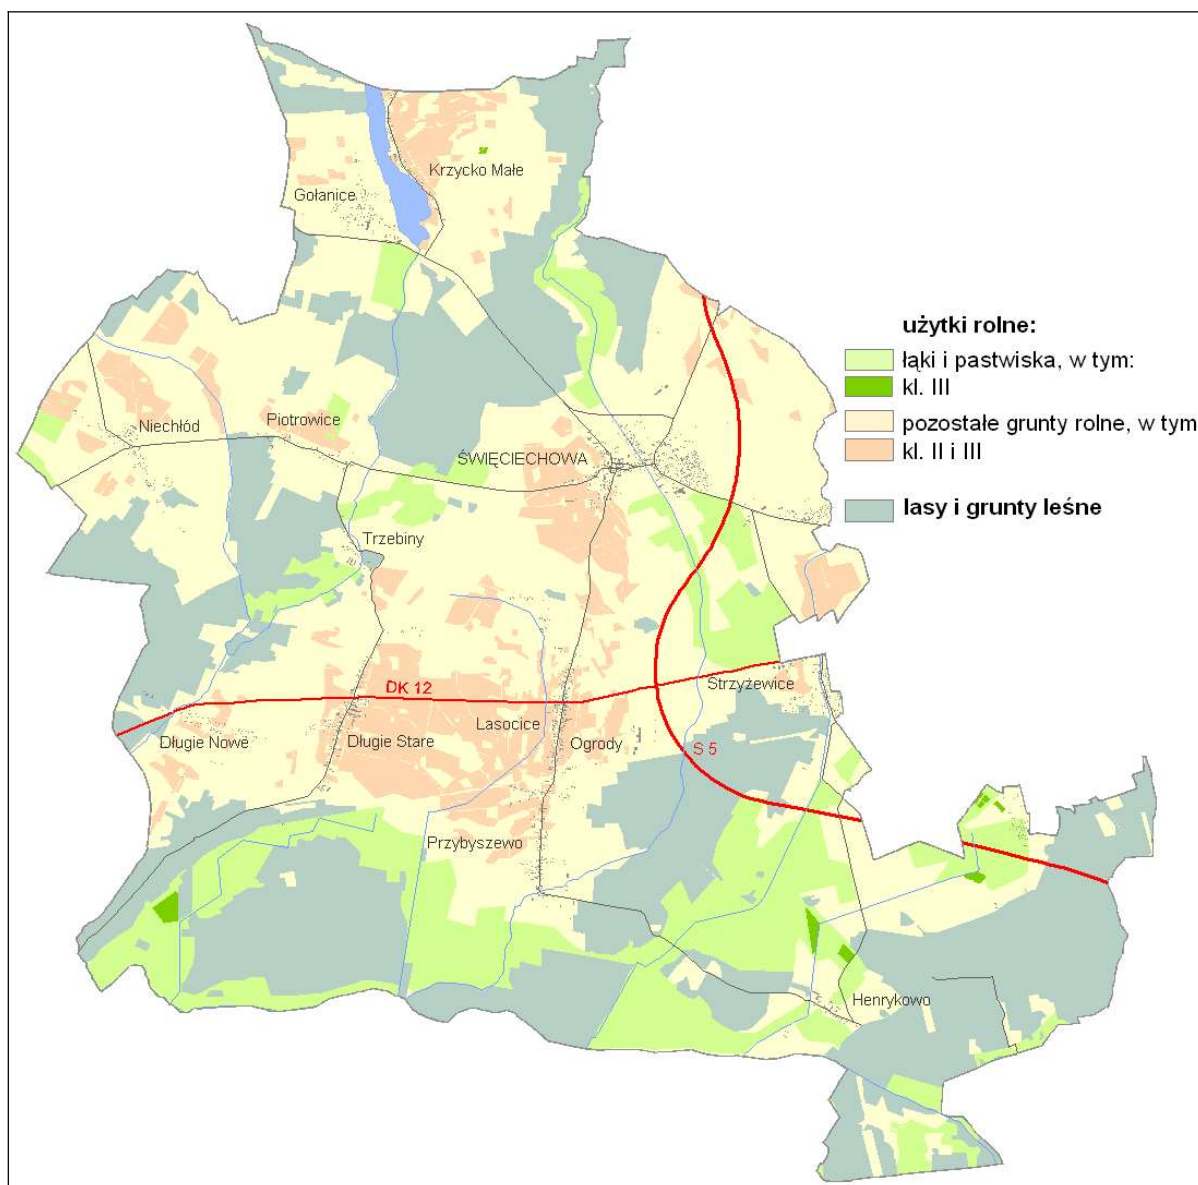 Krzycko Małe
Gołanice
użytki rolne:
łąki i pastwiska, w tym:
kl. III
pozostałe grunty rolne, w tym
kl. II i III
lasy i grunty leśne
Niechłód
Piotrowice
ŚWIĘCIECHOWA
Trzebiny
DK 12
Strzyżewice
Lasocice
Długie Nowe
Długie Stare
Ogrody
S 5
Przybyszewo
Henrykowo